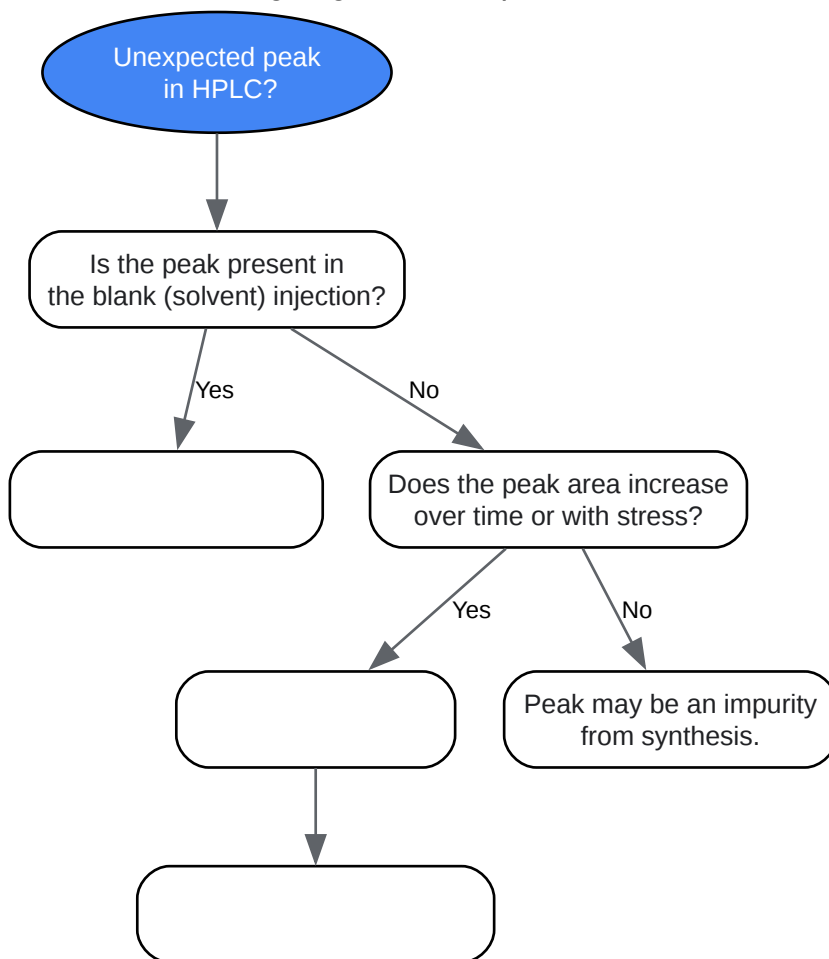 Unexpected peak
in HPLC?
Is the peak present in
the blank (solvent) injection?
Yes
No
Does the peak area increase
over time or with stress?
Yes
No
Peak may be an impurity
from synthesis.